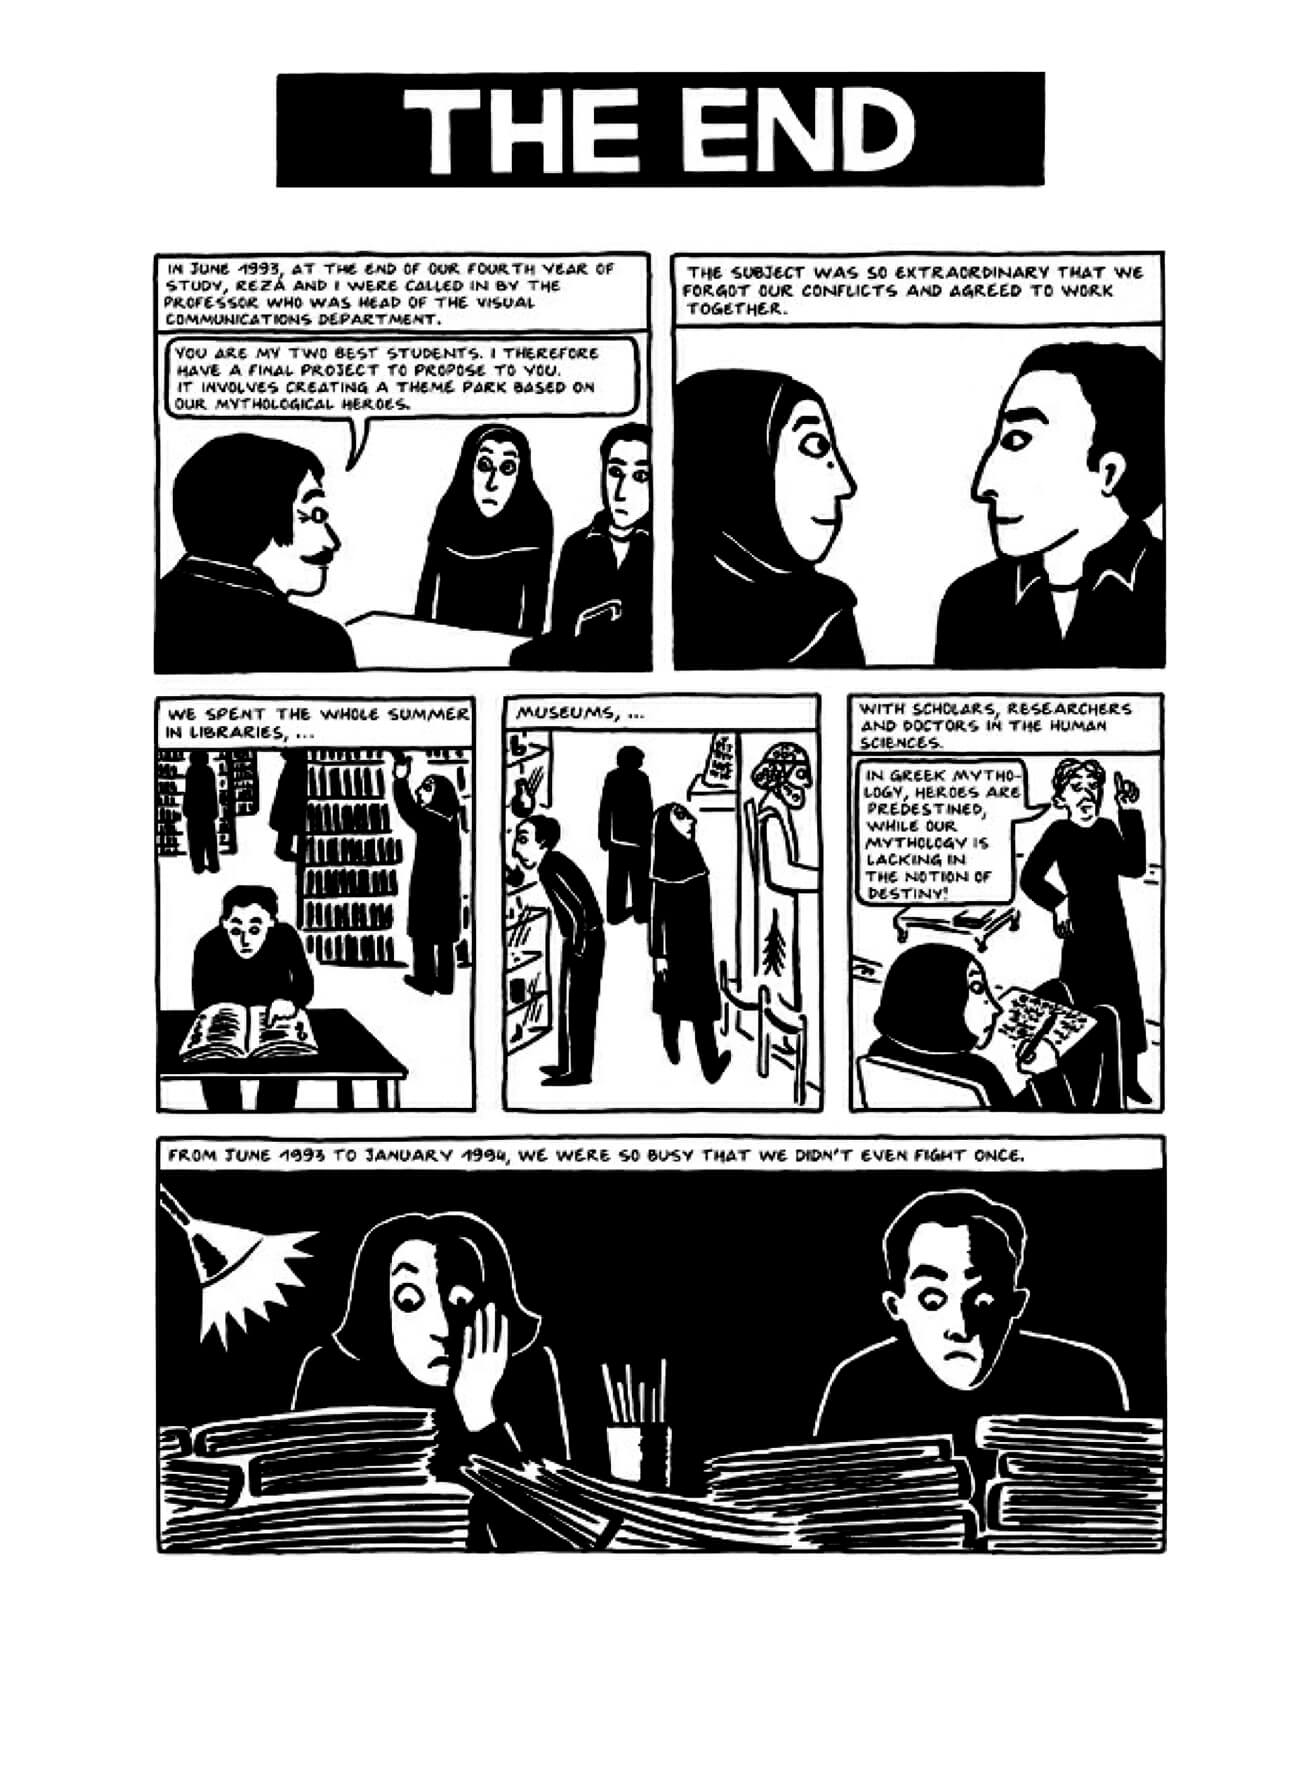 THE END
IN JUNE 1993, AT THE END OF OUR FOURTH YEAR OF
STUDY, REZA AND I WERE CALLED IN BY THE
PROFESSOR WHO WAS HEAD OF THE VISUAL
COMMUNICATIONS DEPARTMENT.
YOU ARE MY TWO BEST STUDENTS. I THEREFORE
HAVE A FINAL PROJECT TO PROPOSE TO YOU.
IT INVOLVES CREATING A THEME PARK BASED ON
OUR MYTHOLOGICAL HEROES.
THE SUBJECT WAS SO EXTRAORDINARY THAT WE
FORGOT OUR CONFLICTS AND AGREED TO WORK
TOGETHER.
WE SPENT THE WHOLE SUMMER
IN LIBRARIES, ...
MUSEUMS, ...
WITH SCHOLARS, RESEARCHERS
AND DOCTORS IN THE HUMAN
SCIENCES.
IN GREEK MYTHO-
LOGY, HEROES ARE
PREDESTINED,
WHILE OUR
MYTHOLOGY IS
LACKING IN
THE NOTION OF
DESTINY!
FROM JUNE 1993 TO JANUARY 1994, WE WERE SO BUSY THAT WE DIDN'T EVEN FIGHT ONCE.